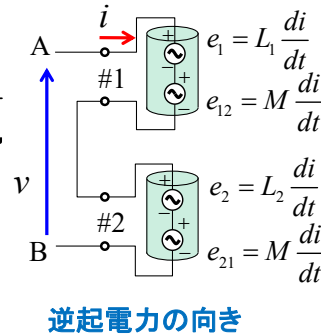 i
A
+
e₁ = L₁ di/dt
−
#1
+
e₁₂ = M di/dt
−
v
+
e₂ = L₂ di/dt
−
#2
+
B
e₂₁ = M di/dt
−
逆起電力の向き